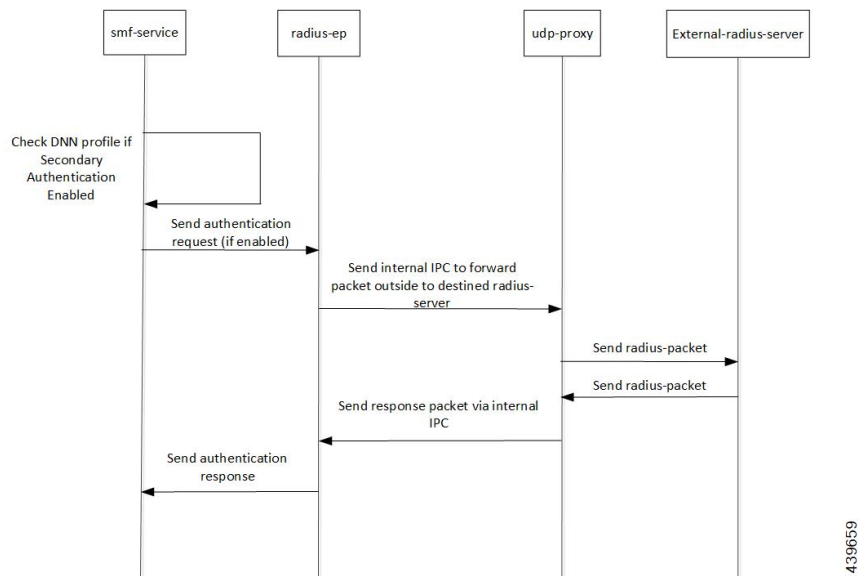 smf-service
radius-ep
udp-proxy
External-radius-server
Check DNN profile if
Secondary
Authentication
Enabled
Send authentication
request (if enabled)
Send internal IPC to forward
packet outside to destined radius-
server
Send radius-packet
Send radius-packet
Send response packet via internal
IPC
Send authentication
response
439659